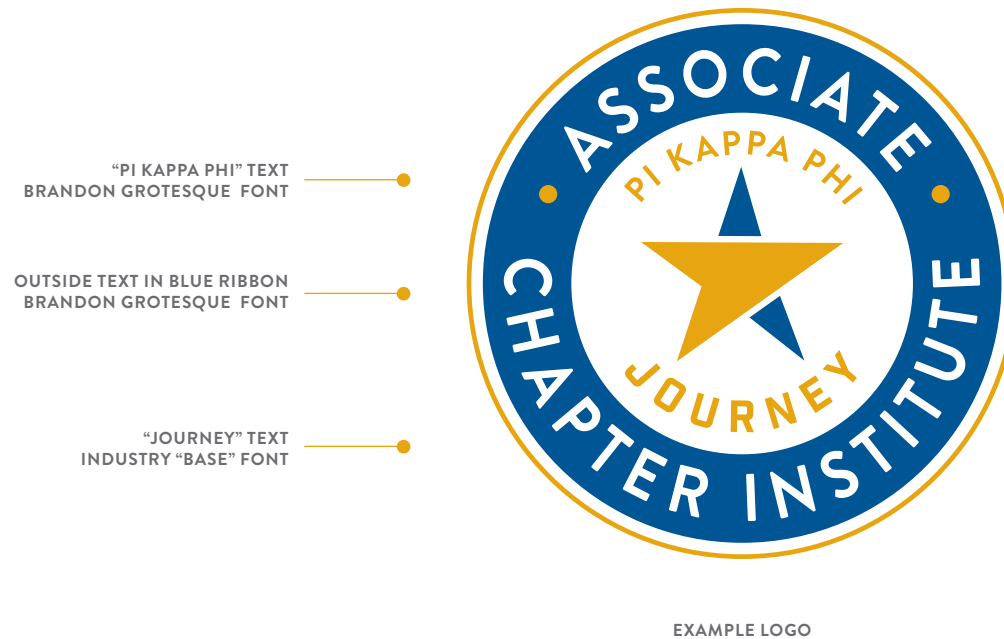 “PI KAPPA PHI” TEXT
BRANDON GROTESQUE FONT
OUTSIDE TEXT IN BLUE RIBBON
BRANDON GROTESQUE FONT
“JOURNEY” TEXT
INDUSTRY “BASE” FONT
ASSOCIATE
PI KAPPA PHI
JOURNEY
CHAPTER INSTITUTE
EXAMPLE LOGO